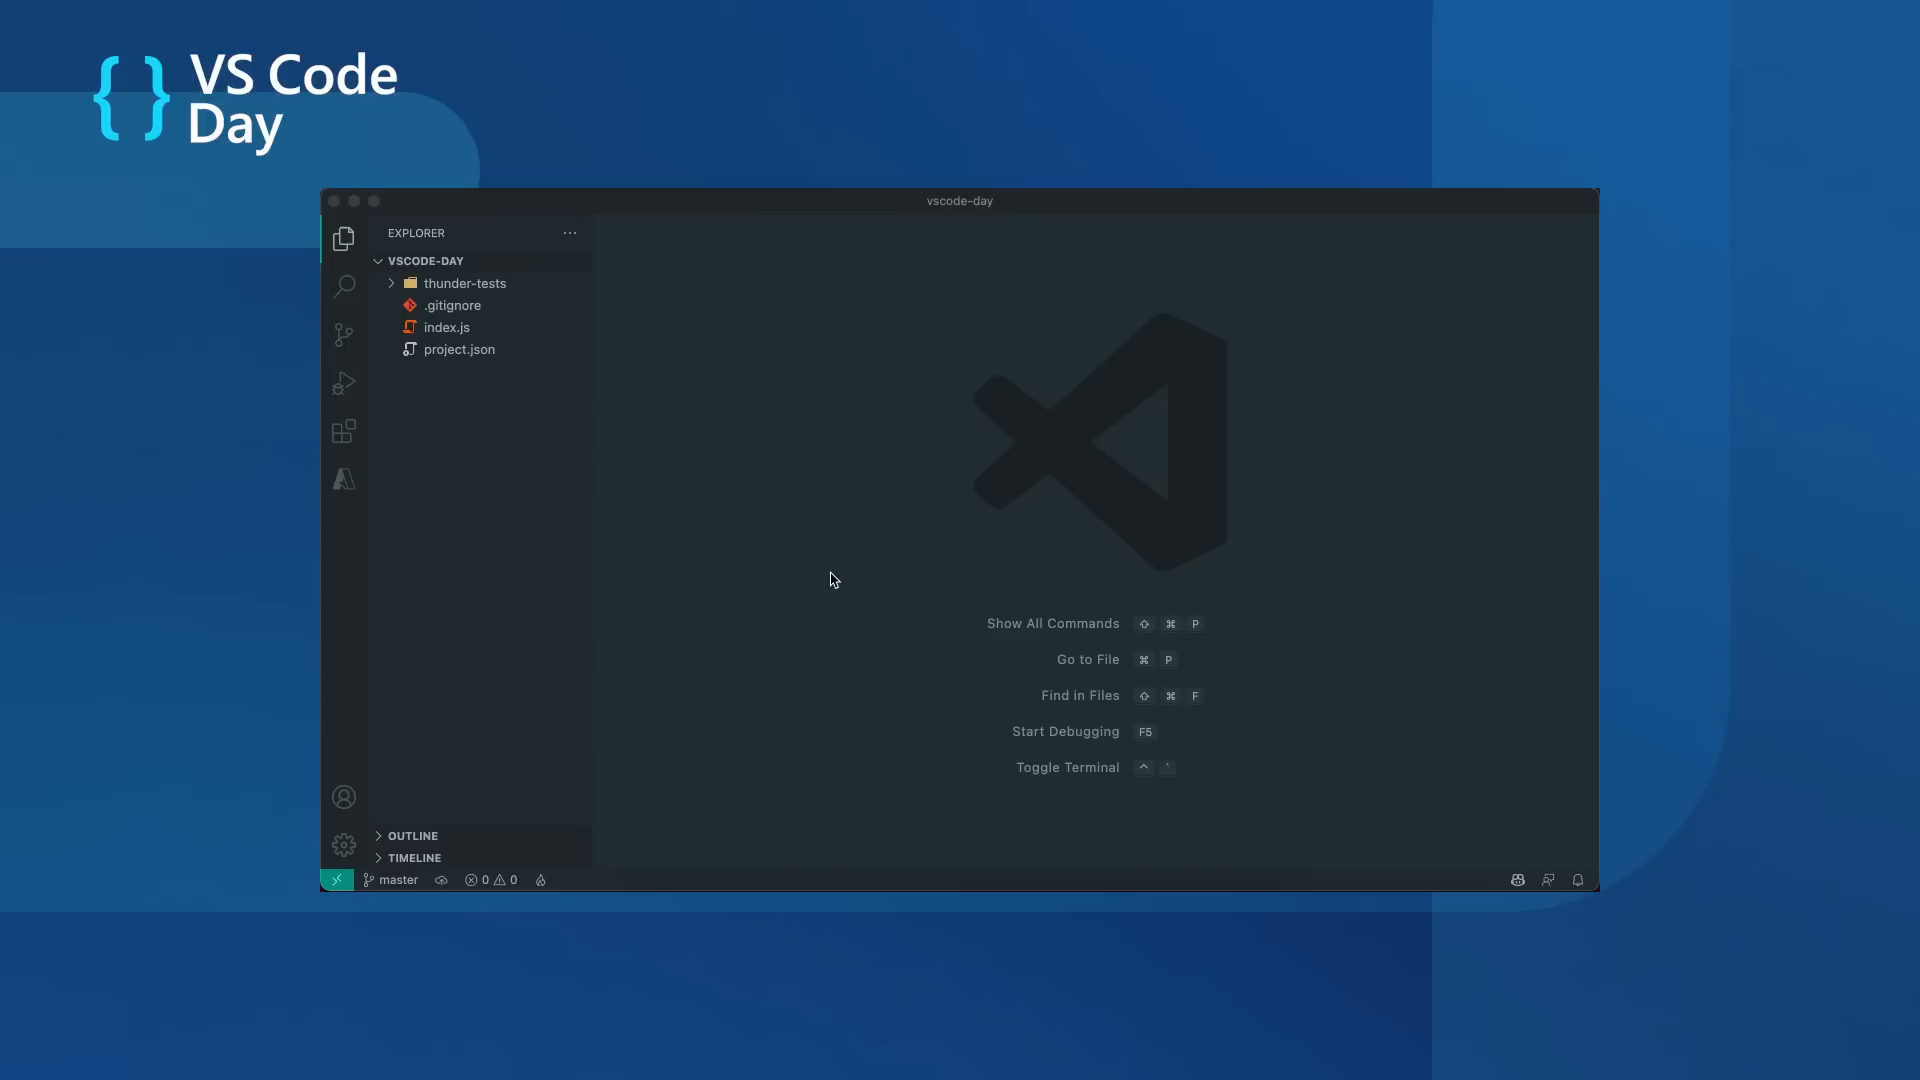 { } VS Code
Day
vscode-day
EXPLORER
VSCODE-DAY
thunder-tests
.gitignore
index.js
project.json
Show All Commands ⇧ ⌘ P
Go to File ⌘ P
Find in Files ⇧ ⌘ F
Start Debugging F5
Toggle Terminal ^ `
OUTLINE
TIMELINE
master 0 0